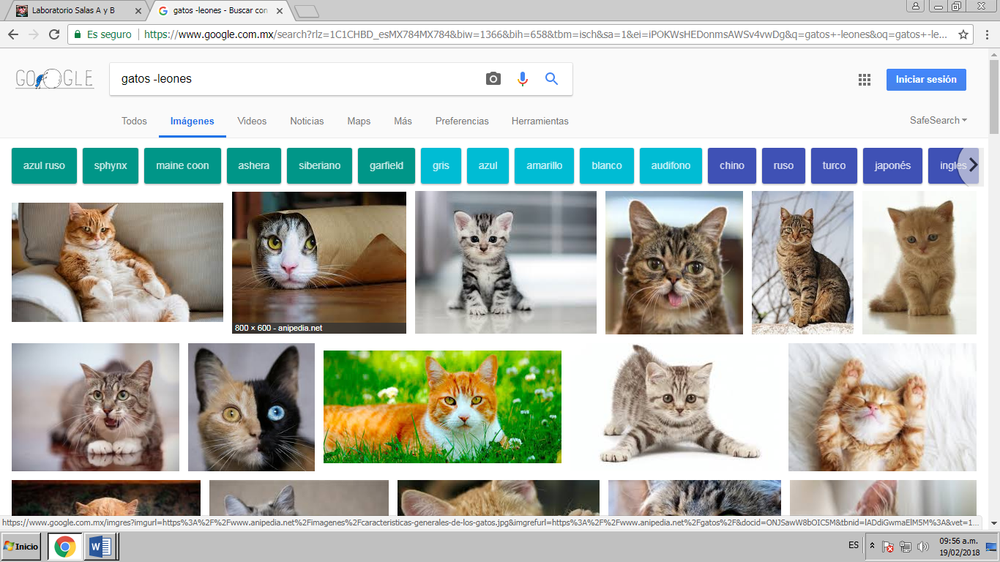 Laboratorio Salas A y B
gatos -leones - Buscar con
Es seguro
https://www.google.com.mx/search?rlz=1C1CHBD_esMX784MX784&biw=1366&bih=658&tbm=isch&sa=1&ei=iPOKWsHEDonmsAWSv4vwDg&q=gatos+-leones&oq=gatos+-le...
GOOGLE
gatos -leones
Iniciar sesión
Todos
Imágenes
Videos
Noticias
Maps
Más
Preferencias
Herramientas
SafeSearch
azul ruso
sphynx
maine coon
ashera
siberiano
garfield
gris
azul
amarillo
blanco
audifono
chino
ruso
turco
japonés
ingles
800 × 600 - anipedia.net
https://www.google.com.mx/imgres?imgurl=https%3A%2F%2Fwww.anipedia.net%2Fimagenes%2Fcaracteristicas-generales-de-los-gatos.jpg&imgrefurl=https%3A%2F%2Fwww.anipedia.net%2Fgatos%2F&docid=ONJSawW8bOIC5M&tbnid=lADdiGwmaElM5M%3A&vet=1...
Inicio
ES
09:56 a.m.
19/02/2018